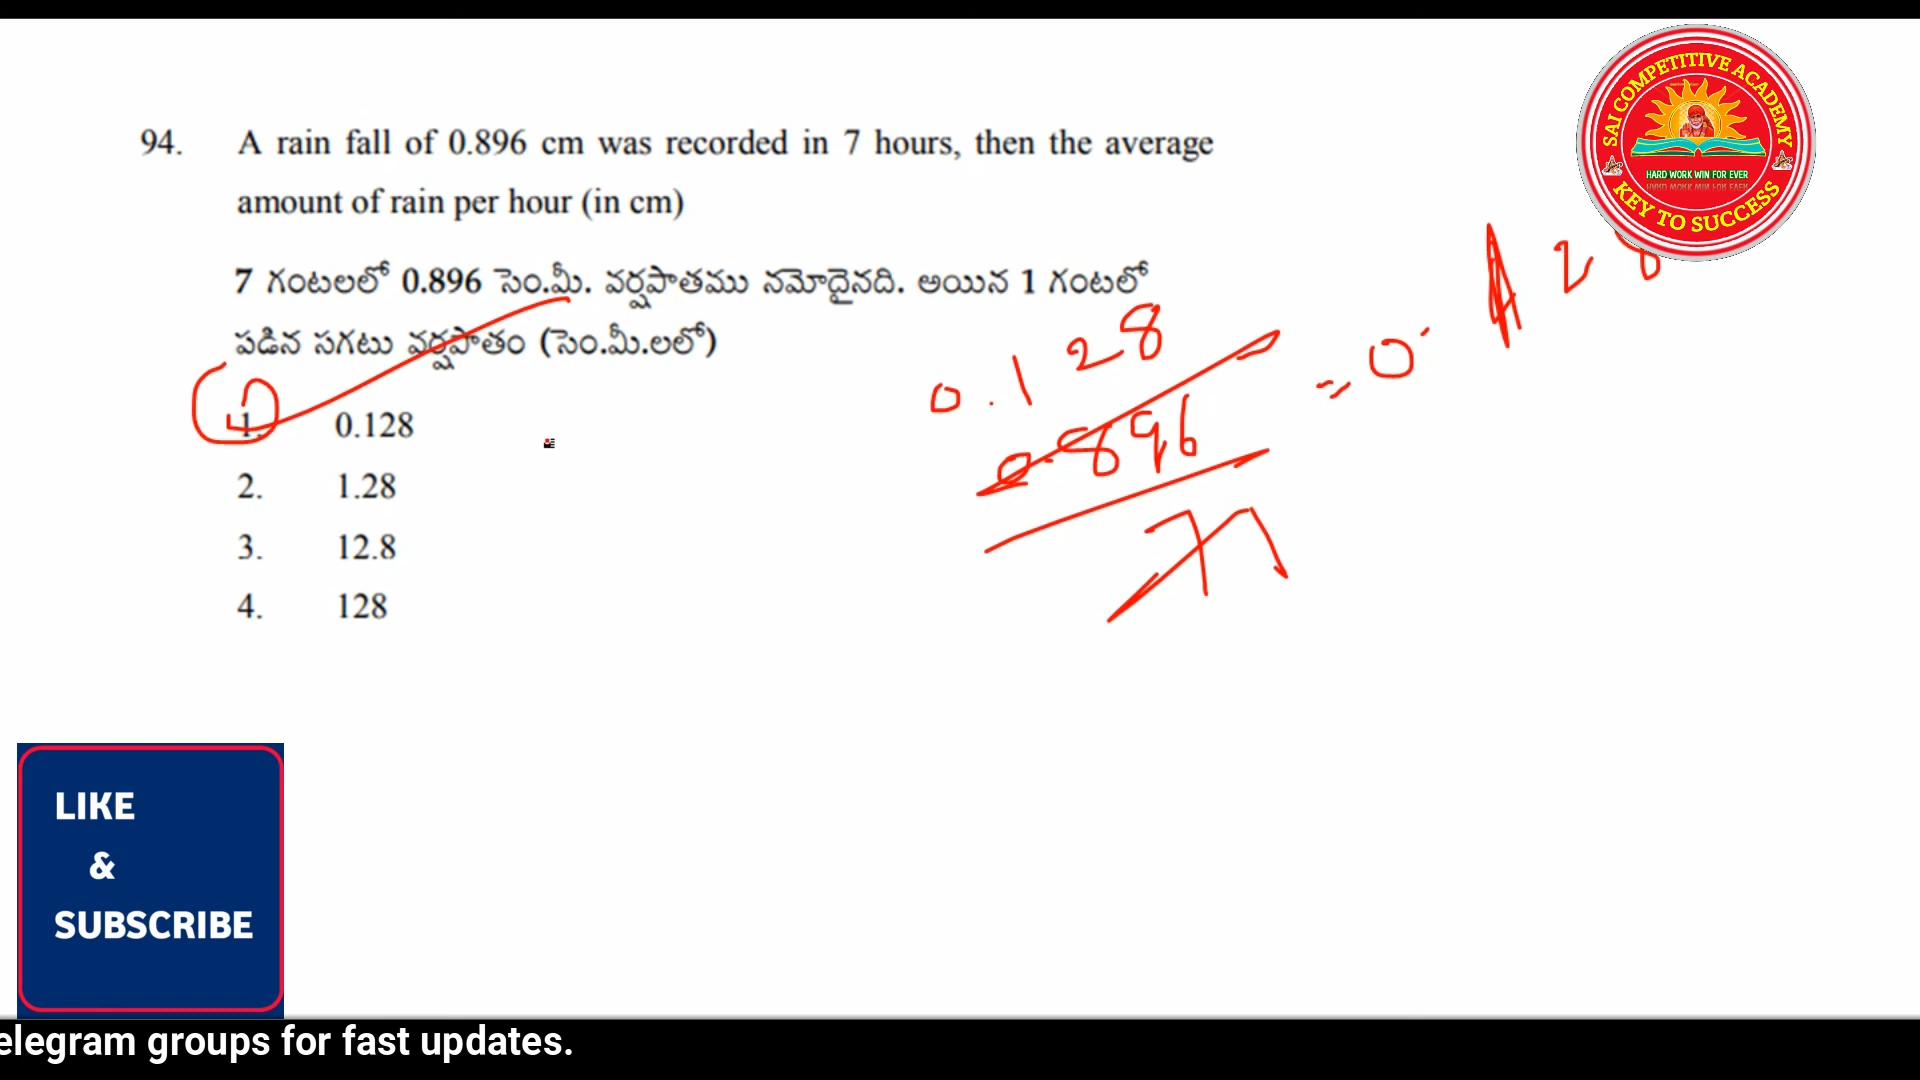 SAI COMPETITIVE ACADEMY
HARD WORK WIN FOR EVER
KEY TO SUCCESS
94. A rain fall of 0.896 cm was recorded in 7 hours, then the average
amount of rain per hour (in cm)
7 గంటలలో 0.896 సెం.మీ. వర్షపాతము నమోదైనది. అయిన 1 గంటలో
పడిన సగటు వర్షపాతం (సెం.మీ.లలో)
1. 0.128
2. 1.28
3. 12.8
4. 128
0.128
0.896
7
= 0.128
LIKE
&
SUBSCRIBE
elegram groups for fast updates.